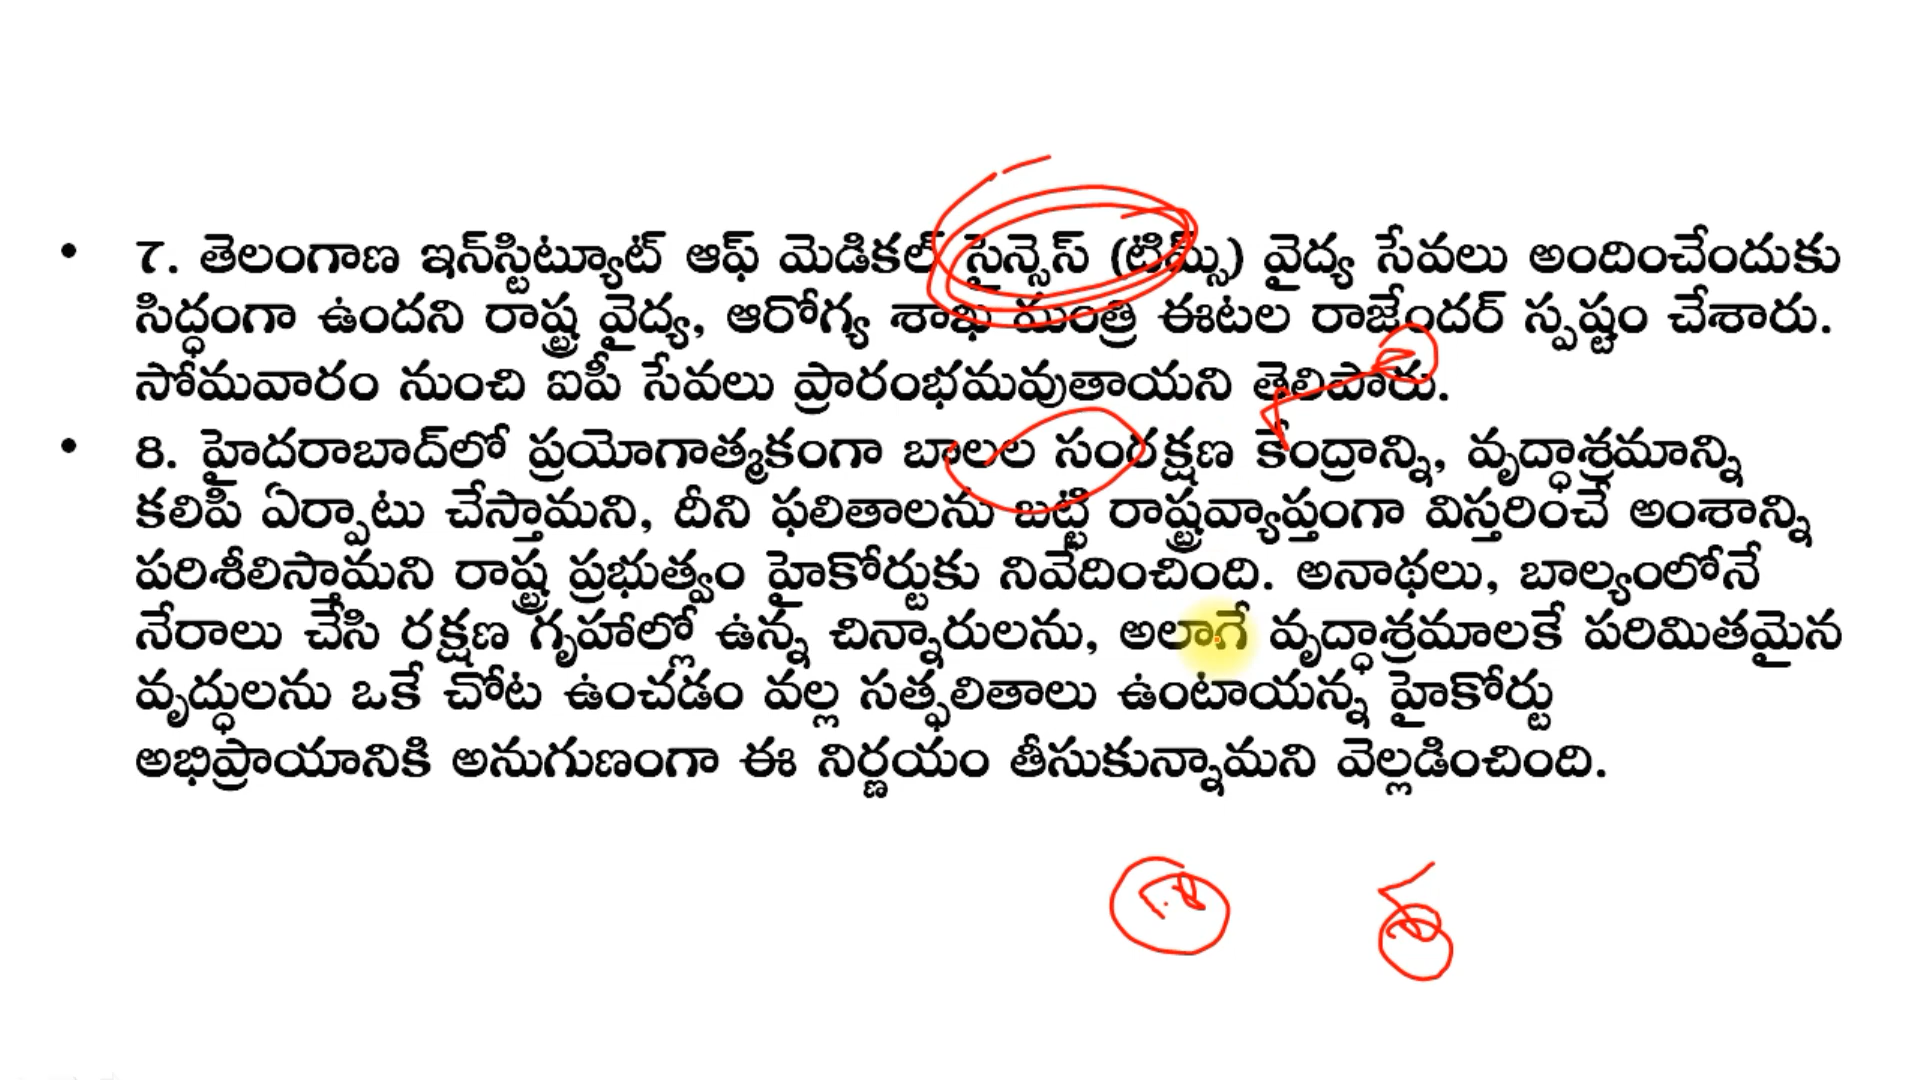 • 7. తెలంగాణ ఇన్‌స్టిట్యూట్ ఆఫ్ మెడికల్ సైన్సెస్ (టిమ్స్) వైద్య సేవలు అందించేందుకు
సిద్ధంగా ఉందని రాష్ట్ర వైద్య, ఆరోగ్య శాఖ మంత్రి ఈటల రాజేందర్ స్పష్టం చేశారు.
సోమవారం నుంచి ఐపీ సేవలు ప్రారంభమవుతాయని తెలిపారు.
• 8. హైదరాబాద్‌లో ప్రయోగాత్మకంగా బాలల సంరక్షణ కేంద్రాన్ని, వృద్ధాశ్రమాన్ని
కలిపి ఏర్పాటు చేస్తామని, దీని ఫలితాలను బట్టి రాష్ట్రవ్యాప్తంగా విస్తరించే అంశాన్ని
పరిశీలిస్తామని రాష్ట్ర ప్రభుత్వం హైకోర్టుకు నివేదించింది. అనాథలు, బాల్యంలోనే
నేరాలు చేసి రక్షణ గృహాల్లో ఉన్న చిన్నారులను, అలాగే వృద్ధాశ్రమాలకే పరిమితమైన
వృద్ధులను ఒకే చోట ఉంచడం వల్ల సత్ఫలితాలు ఉంటాయన్న హైకోర్టు
అభిప్రాయానికి అనుగుణంగా ఈ నిర్ణయం తీసుకున్నామని వెల్లడించింది.